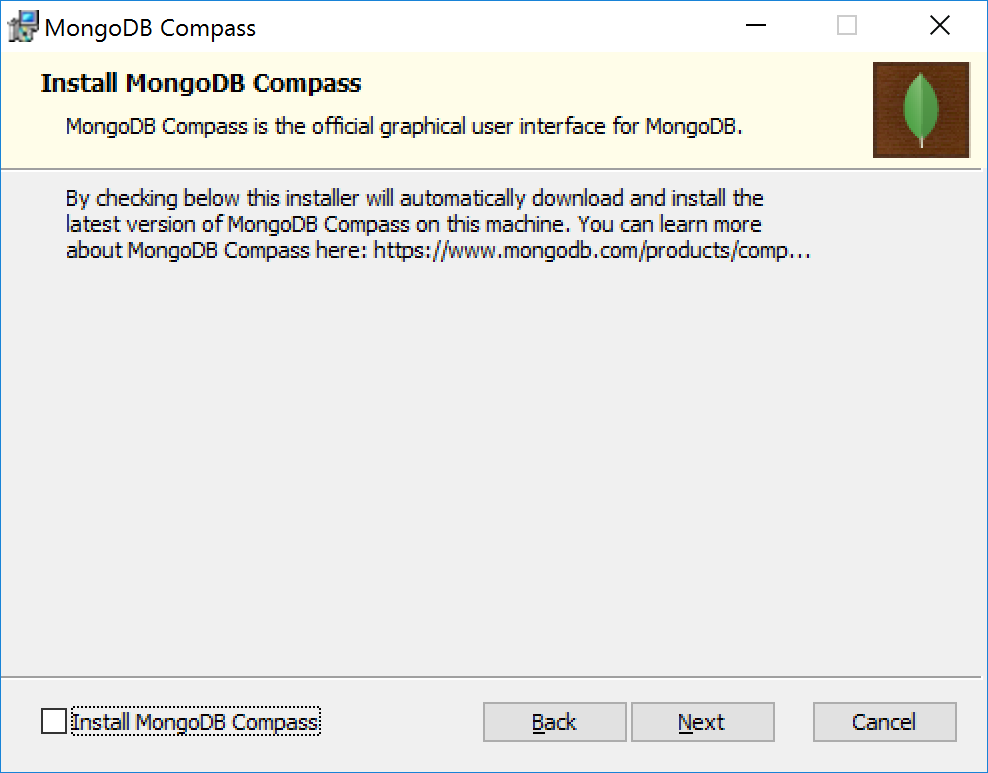 MongoDB Compass
Install MongoDB Compass
MongoDB Compass is the official graphical user interface for MongoDB.
By checking below this installer will automatically download and install the
latest version of MongoDB Compass on this machine. You can learn more
about MongoDB Compass here: https://www.mongodb.com/products/comp...
Install MongoDB Compass
Back
Next
Cancel